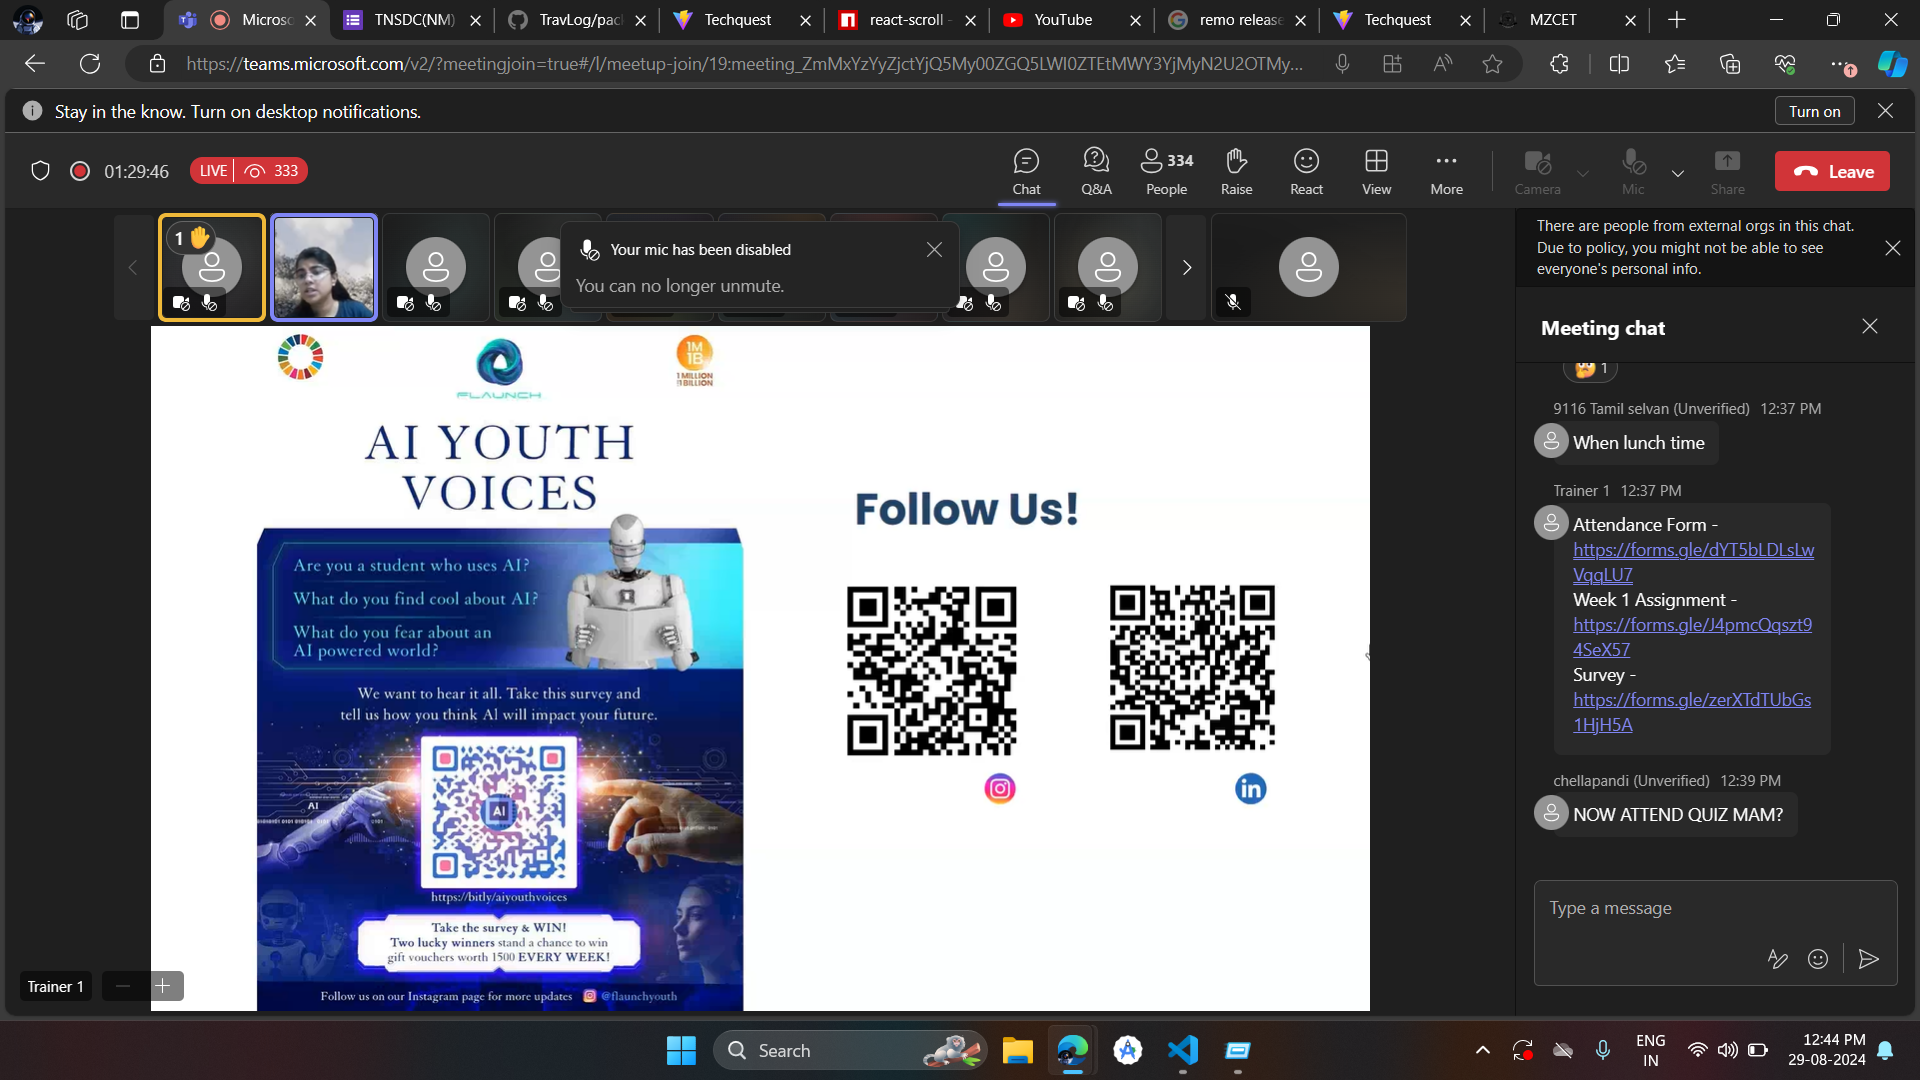 Microso
TNSDC(NM)
TravLog/pac
Techquest
react-scroll -
YouTube
remo release
Techquest
MZCET
https://teams.microsoft.com/v2/?meetingjoin=true#/l/meetup-join/19:meeting_ZmMxYzYyZjctYjQ5My00ZGQ5LWI0ZTEtMWY3YjMyN2U2OTMy...
Stay in the know. Turn on desktop notifications.
Turn on
01:29:46
LIVE
333
Chat
Q&A
334
People
Raise
React
View
More
Camera
Mic
Share
Leave
1
Your mic has been disabled
You can no longer unmute.
There are people from external orgs in this chat.
Due to policy, you might not be able to see
everyone's personal info.
Meeting chat
1
9116 Tamil selvan (Unverified) 12:37 PM
When lunch time
Trainer 1 12:37 PM
Attendance Form -
https://forms.gle/dYT5bLDLsLw
VqqLU7
Week 1 Assignment -
https://forms.gle/J4pmcQqszt9
4SeX57
Survey -
https://forms.gle/zerXTdTUbGs
1HjH5A
chellapandi (Unverified) 12:39 PM
NOW ATTEND QUIZ MAM?
Type a message
FLAUNCH
1M
1B
1 MILLION
1 BILLION
AI YOUTH
VOICES
Are you a student who uses AI?
What do you find cool about AI?
What do you fear about an
AI powered world?
We want to hear it all. Take this survey and
tell us how you think AI will impact your future.
AI
AI
https://bitly/aiyouthvoices
Take the survey & WIN!
Two lucky winners stand a chance to win
gift vouchers worth 1500 EVERY WEEK!
Follow us on our Instagram page for more updates
@flaunchyouth
Follow Us!
in
Trainer 1
Search
ENG
IN
12:44 PM
29-08-2024